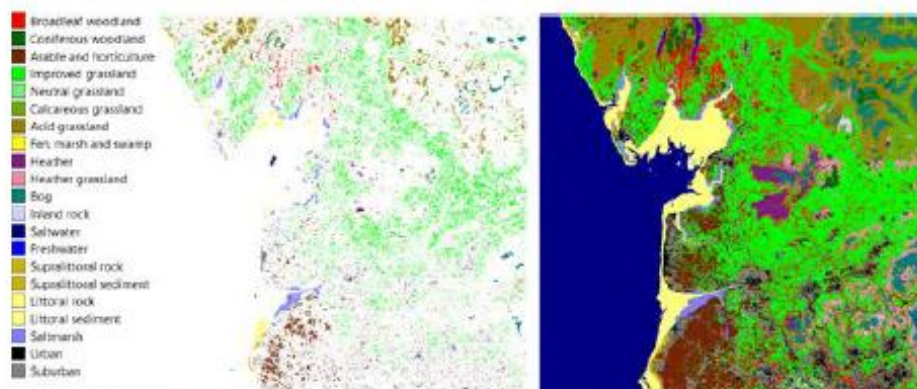 Broadleaf woodland
Coniferous woodland
Arable and horticulture
Improved grassland
Neutral grassland
Calcareous grassland
Acid grassland
Fen, marsh and swamp
Heather
Heather grassland
Bog
Inland rock
Saltwater
Freshwater
Supralittoral rock
Supralittoral sediment
Littoral rock
Littoral sediment
Saltmarsh
Urban
Suburban